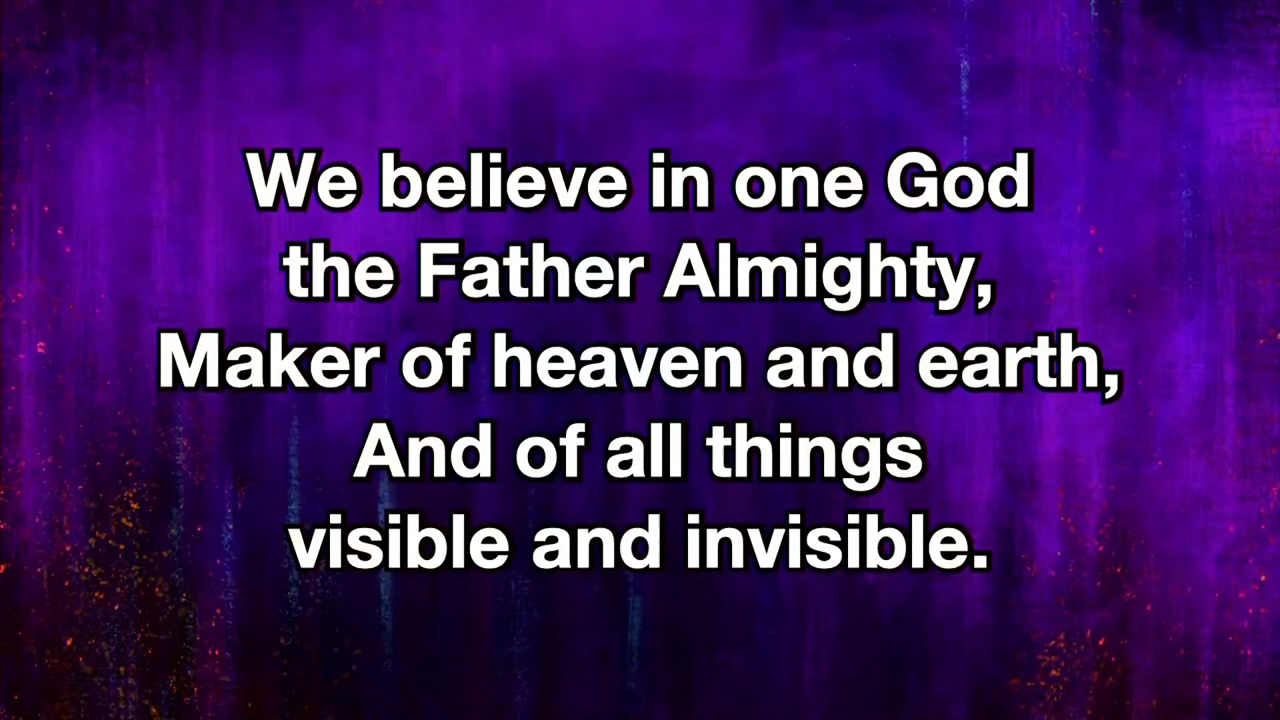 We believe in one God
the Father Almighty,
Maker of heaven and earth,
And of all things
visible and invisible.